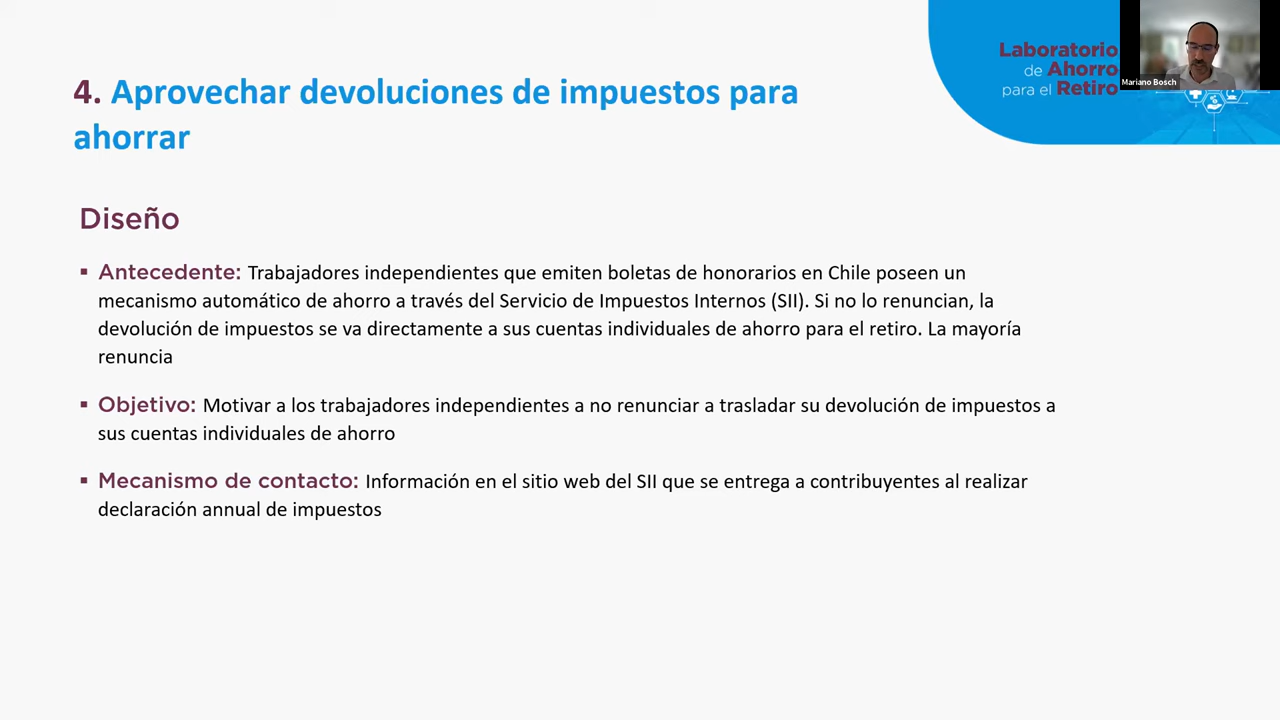 4. Aprovechar devoluciones de impuestos para
ahorrar
Laboratorio
de Ahorro
para el Retiro
Mariano Bosch
Diseño
▪ Antecedente: Trabajadores independientes que emiten boletas de honorarios en Chile poseen un
mecanismo automático de ahorro a través del Servicio de Impuestos Internos (SII). Si no lo renuncian, la
devolución de impuestos se va directamente a sus cuentas individuales de ahorro para el retiro. La mayoría
renuncia
▪ Objetivo: Motivar a los trabajadores independientes a no renunciar a trasladar su devolución de impuestos a
sus cuentas individuales de ahorro
▪ Mecanismo de contacto: Información en el sitio web del SII que se entrega a contribuyentes al realizar
declaración annual de impuestos